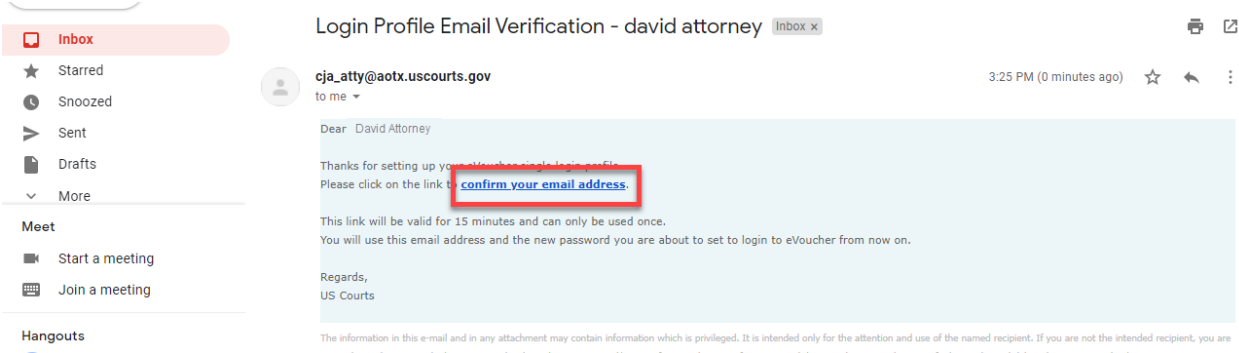 Login Profile Email Verification - david attorney Inbox x
Inbox
Starred
Snoozed
Sent
Drafts
More
Meet
Start a meeting
Join a meeting
Hangouts
cja_atty@aotx.uscourts.gov 3:25 PM (0 minutes ago)
to me
Dear David Attorney
Thanks for setting up your eVoucher single login profile
Please click on the link to confirm your email address.
This link will be valid for 15 minutes and can only be used once.
You will use this email address and the new password you are about to set to login to eVoucher from now on.
Regards,
US Courts
The information in this e-mail and in any attachment may contain information which is privileged. It is intended only for the attention and use of the named recipient. If you are not the intended recipient, you are